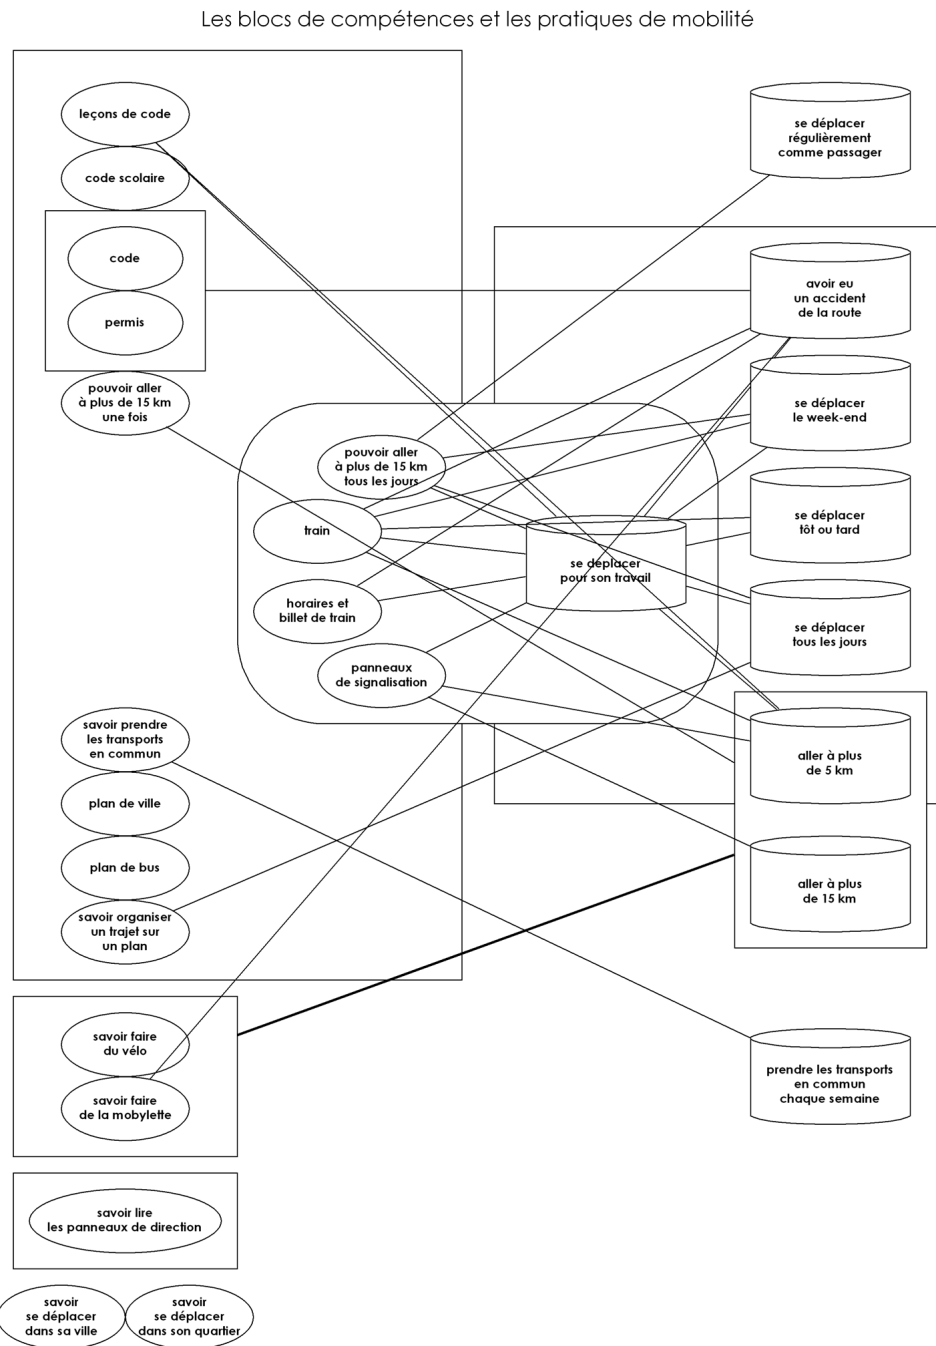 Les blocs de compétences et les pratiques de mobilité
leçons de code
code scolaire
code
permis
pouvoir aller
à plus de 15 km
une fois
pouvoir aller
à plus de 15 km
tous les jours
train
horaires et
billet de train
panneaux
de signalisation
se déplacer
pour son travail
savoir prendre
les transports
en commun
plan de ville
plan de bus
savoir organiser
un trajet sur
un plan
savoir faire
du vélo
savoir faire
de la mobylette
savoir lire
les panneaux de direction
savoir
se déplacer
dans sa ville
savoir
se déplacer
dans son quartier
se déplacer
régulièrement
comme passager
avoir eu
un accident
de la route
se déplacer
le week-end
se déplacer
tôt ou tard
se déplacer
tous les jours
aller à plus
de 5 km
aller à plus
de 15 km
prendre les transports
en commun
chaque semaine